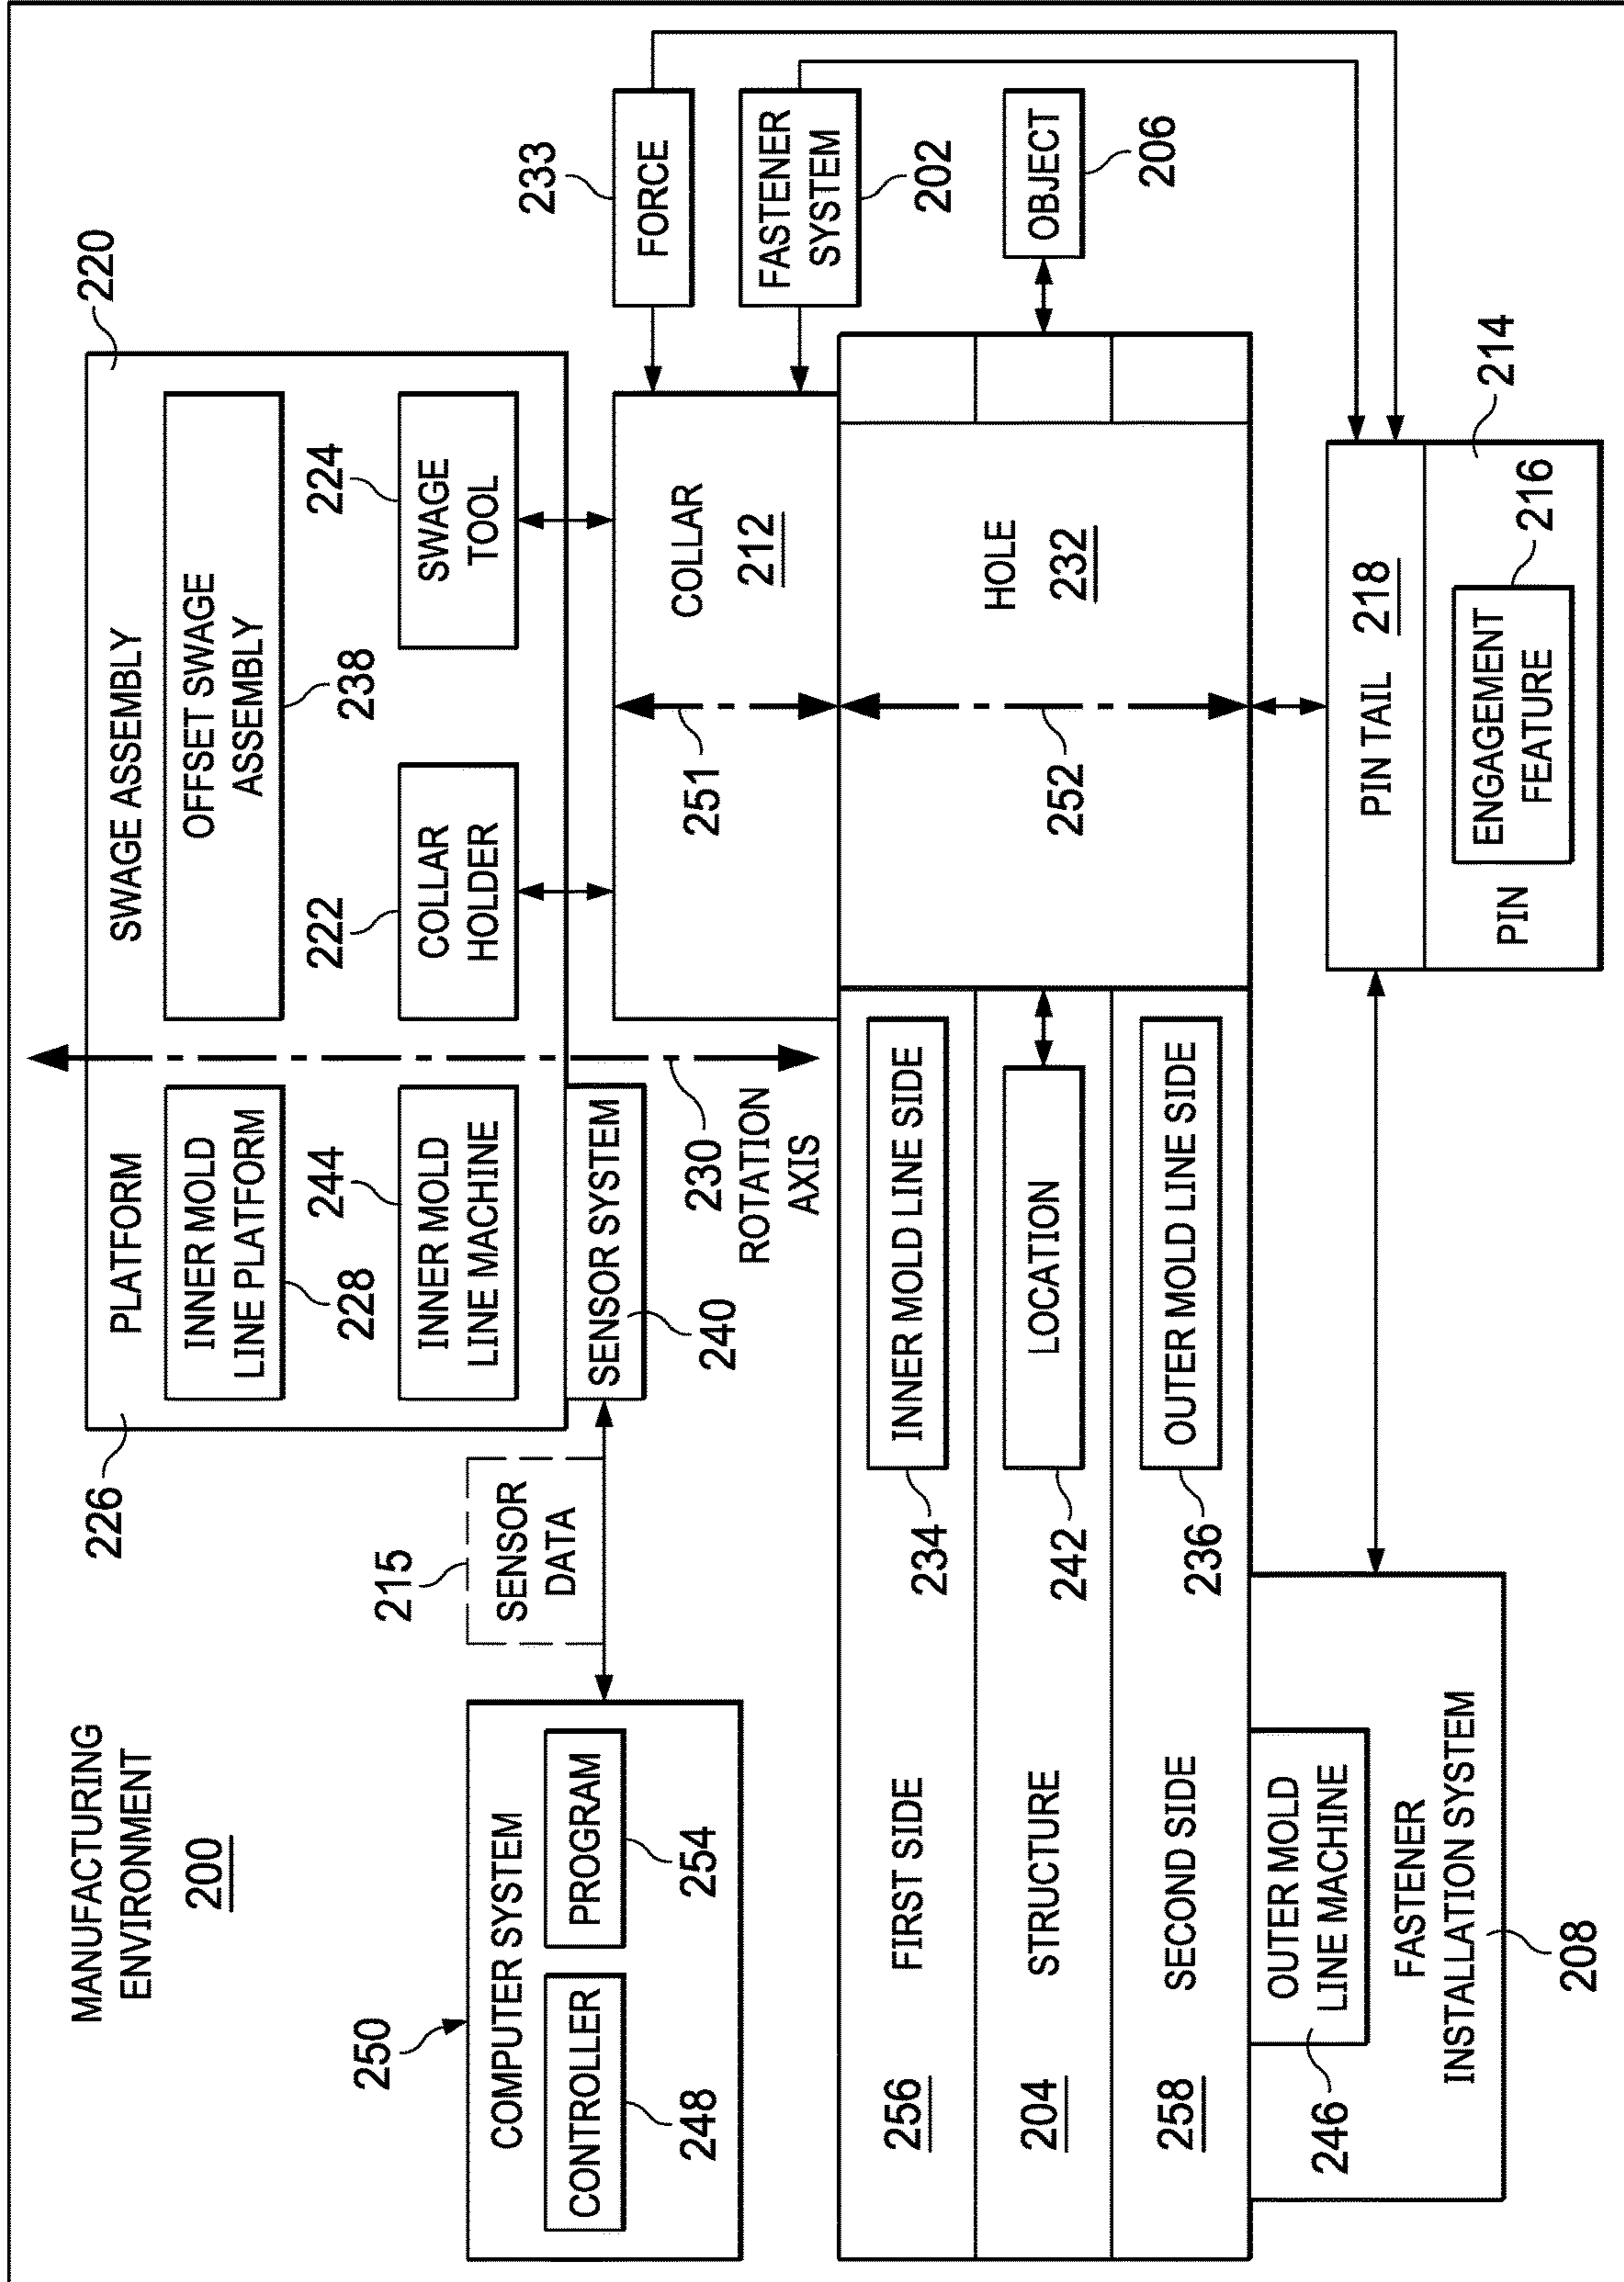 MANUFACTURING
ENVIRONMENT
200
226
PLATFORM
SWAGE ASSEMBLY
220
INNER MOLD
LINE PLATFORM
228
OFFSET SWAGE
ASSEMBLY
238
244
INNER MOLD
LINE MACHINE
222
COLLAR
HOLDER
224
SWAGE
TOOL
250
COMPUTER SYSTEM
CONTROLLER
248
PROGRAM
254
215
SENSOR
DATA
SENSOR SYSTEM
240
230
ROTATION
AXIS
251
COLLAR
212
233
FORCE
FASTENER
SYSTEM
202
256
FIRST SIDE
234
INNER MOLD LINE SIDE
204
STRUCTURE
242
LOCATION
258
SECOND SIDE
236
OUTER MOLD LINE SIDE
252
HOLE
232
OBJECT
206
246
OUTER MOLD
LINE MACHINE
FASTENER
INSTALLATION SYSTEM
208
PIN TAIL
218
214
PIN
ENGAGEMENT
FEATURE
216